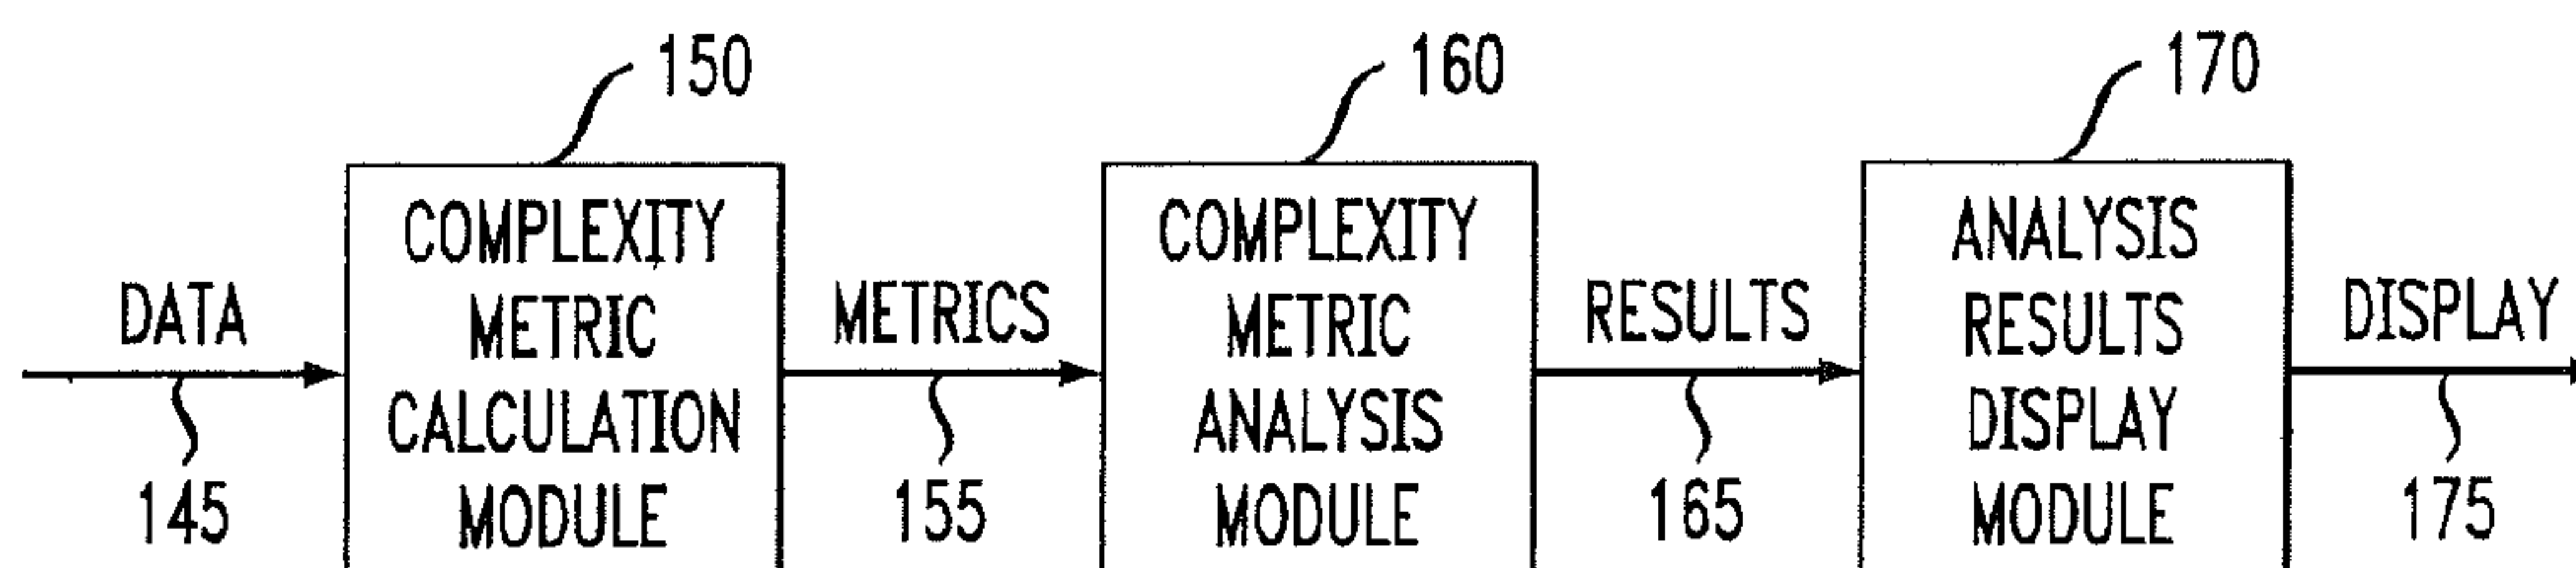 150
160
170
COMPLEXITY
METRIC
CALCULATION
MODULE
COMPLEXITY
METRIC
ANALYSIS
MODULE
ANALYSIS
RESULTS
DISPLAY
MODULE
DATA
METRICS
RESULTS
DISPLAY
145
155
165
175